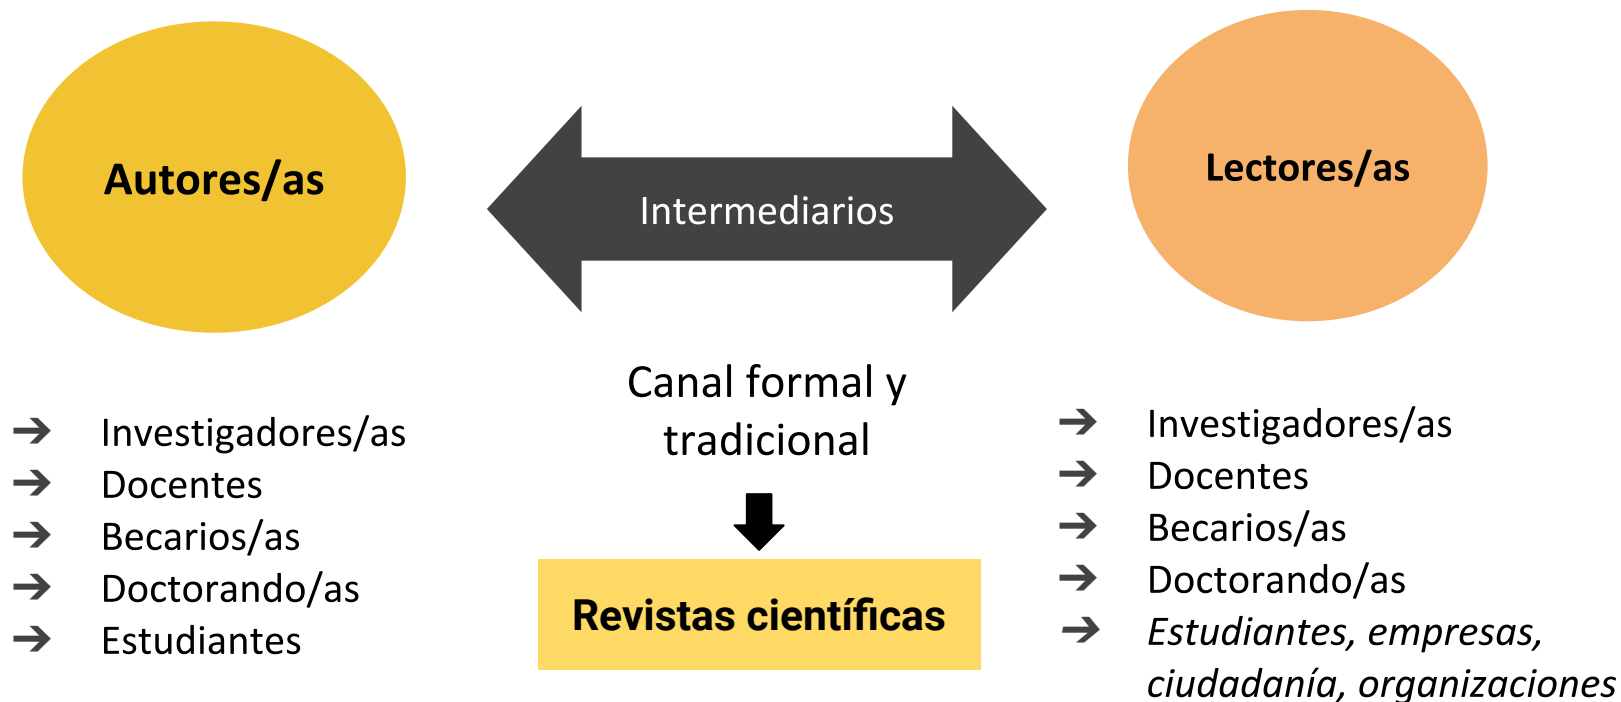 Autores/as
Investigadores/as
Docentes
Becarios/as
Doctorando/as
Estudiantes
Intermediarios
Canal formal y
tradicional
Revistas científicas
Lectores/as
Investigadores/as
Docentes
Becarios/as
Doctorando/as
Estudiantes, empresas,
ciudadanía, organizaciones